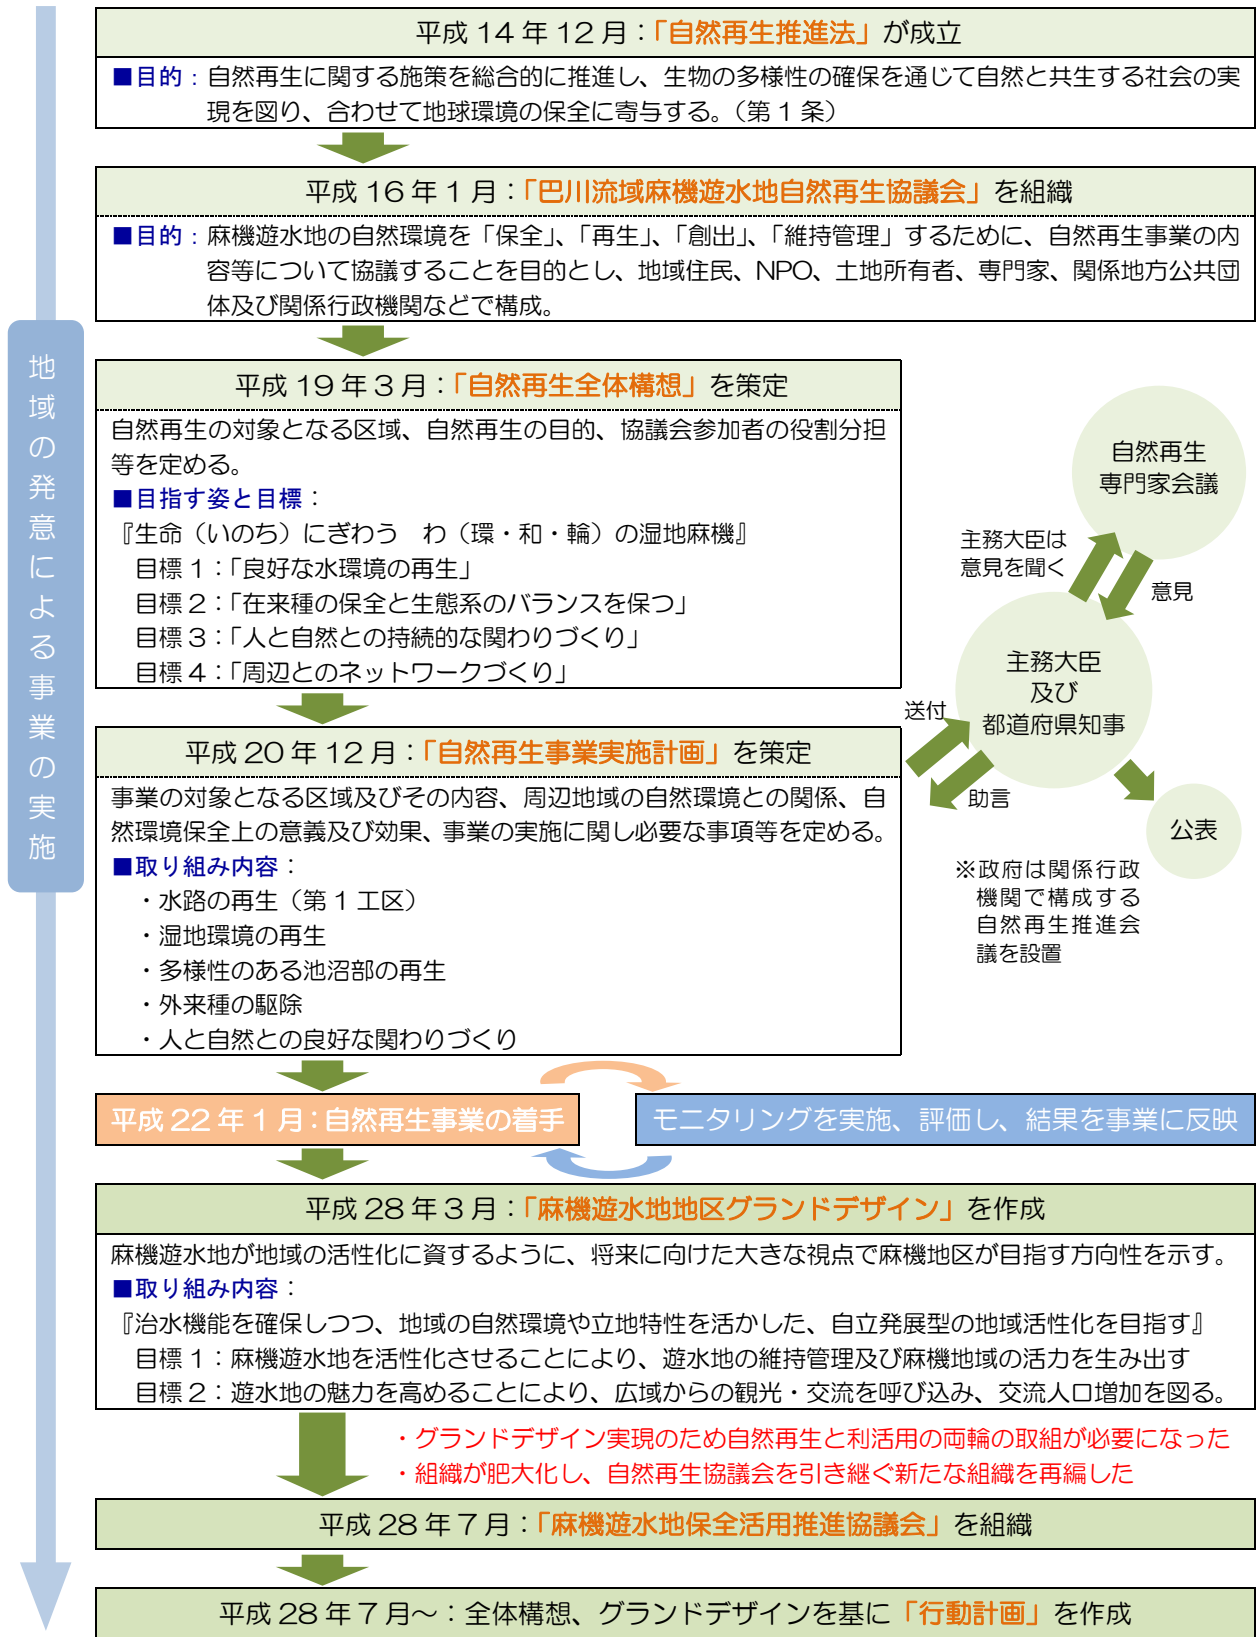 平成 14 年 12 月：「自然再生推進法」が成立
■目的：自然再生に関する施策を総合的に推進し、生物の多様性の確保を通じて自然と共生する社会の実
現を図り、合わせて地球環境の保全に寄与する。（第 1 条）
平成 16 年 1 月：「巴川流域麻機遊水地自然再生協議会」を組織
■目的：麻機遊水地の自然環境を「保全」、「再生」、「創出」、「維持管理」するために、自然再生事業の内
容等について協議することを目的とし、地域住民、NPO、土地所有者、専門家、関係地方公共団
体及び関係行政機関などで構成。
地域の発意による事業の実施
平成 19 年 3 月：「自然再生全体構想」を策定
自然再生の対象となる区域、自然再生の目的、協議会参加者の役割分担
等を定める。
■目指す姿と目標：
『生命（いのち）にぎわう　わ（環・和・輪）の湿地麻機』
目標 1：「良好な水環境の再生」
目標 2：「在来種の保全と生態系のバランスを保つ」
目標 3：「人と自然との持続的な関わりづくり」
目標 4：「周辺とのネットワークづくり」
自然再生
専門家会議
主務大臣は
意見を聞く
意見
主務大臣
及び
都道府県知事
送付
助言
公表
※政府は関係行政
機関で構成する
自然再生推進会
議を設置
平成 20 年 12 月：「自然再生事業実施計画」を策定
事業の対象となる区域及びその内容、周辺地域の自然環境との関係、自
然環境保全上の意義及び効果、事業の実施に関し必要な事項等を定める。
■取り組み内容：
・水路の再生（第 1 工区）
・湿地環境の再生
・多様性のある池沼部の再生
・外来種の駆除
・人と自然との良好な関わりづくり
平成 22 年 1 月：自然再生事業の着手
モニタリングを実施、評価し、結果を事業に反映
平成 28 年 3 月：「麻機遊水地地区グランドデザイン」を作成
麻機遊水地が地域の活性化に資するように、将来に向けた大きな視点で麻機地区が目指す方向性を示す。
■取り組み内容：
『治水機能を確保しつつ、地域の自然環境や立地特性を活かした、自立発展型の地域活性化を目指す』
目標 1：麻機遊水地を活性化させることにより、遊水地の維持管理及び麻機地域の活力を生み出す
目標 2：遊水地の魅力を高めることにより、広域からの観光・交流を呼び込み、交流人口増加を図る。
・グランドデザイン実現のため自然再生と利活用の両輪の取組が必要になった
・組織が肥大化し、自然再生協議会を引き継ぐ新たな組織を再編した
平成 28 年 7 月：「麻機遊水地保全活用推進協議会」を組織
平成 28 年 7 月～：全体構想、グランドデザインを基に「行動計画」を作成